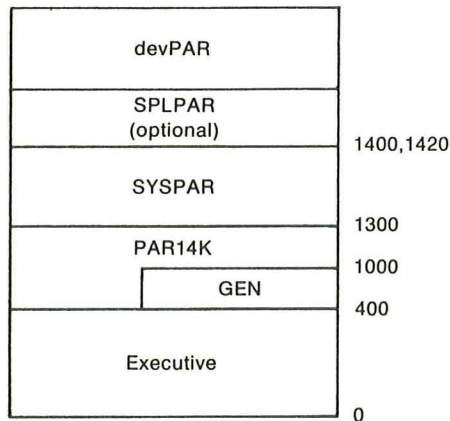 devPAR
SPLPAR
(optional)
1400,1420
SYSPAR
1300
PAR14K
1000
GEN
400
Executive
0